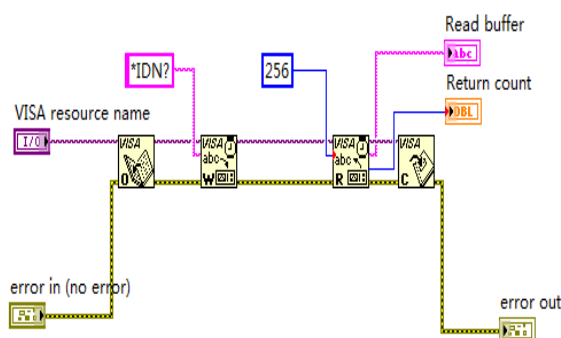 Read buffer
Abc
*IDN?
256
Return count
DBL
VISA resource name
I/O
VISA
O
VISA
abc
W
VISA
abc
R
VISA
C
error in (no error)
error out